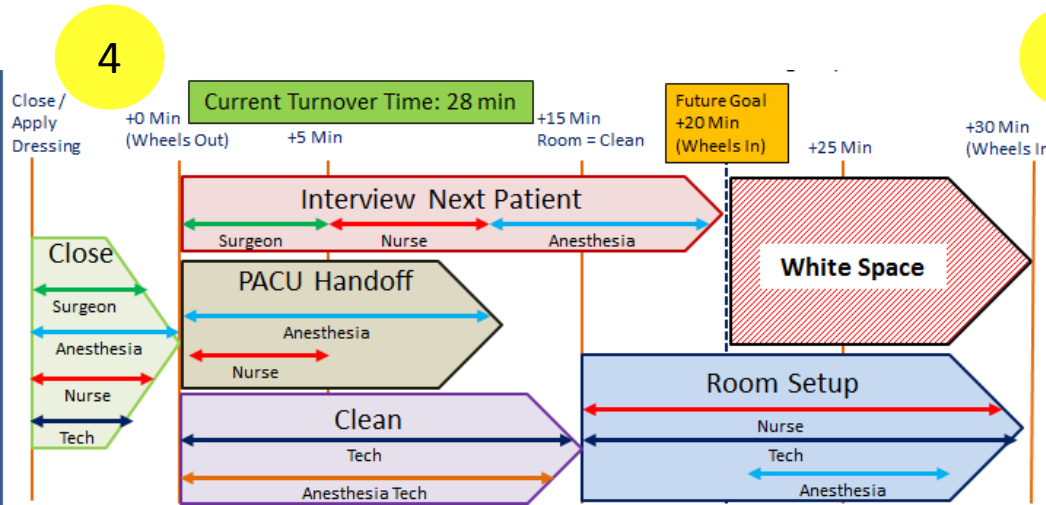 4
Close /
Apply
Dressing
+0 Min
(Wheels Out)
Current Turnover Time: 28 min
+5 Min
+15 Min
Room = Clean
Future Goal
+20 Min
(Wheels In)
+25 Min
+30 Min
(Wheels In
Interview Next Patient
Surgeon
Nurse
Anesthesia
Close
Surgeon
Anesthesia
Nurse
Tech
PACU Handoff
Anesthesia
Nurse
White Space
Clean
Tech
Anesthesia Tech
Room Setup
Nurse
Tech
Anesthesia